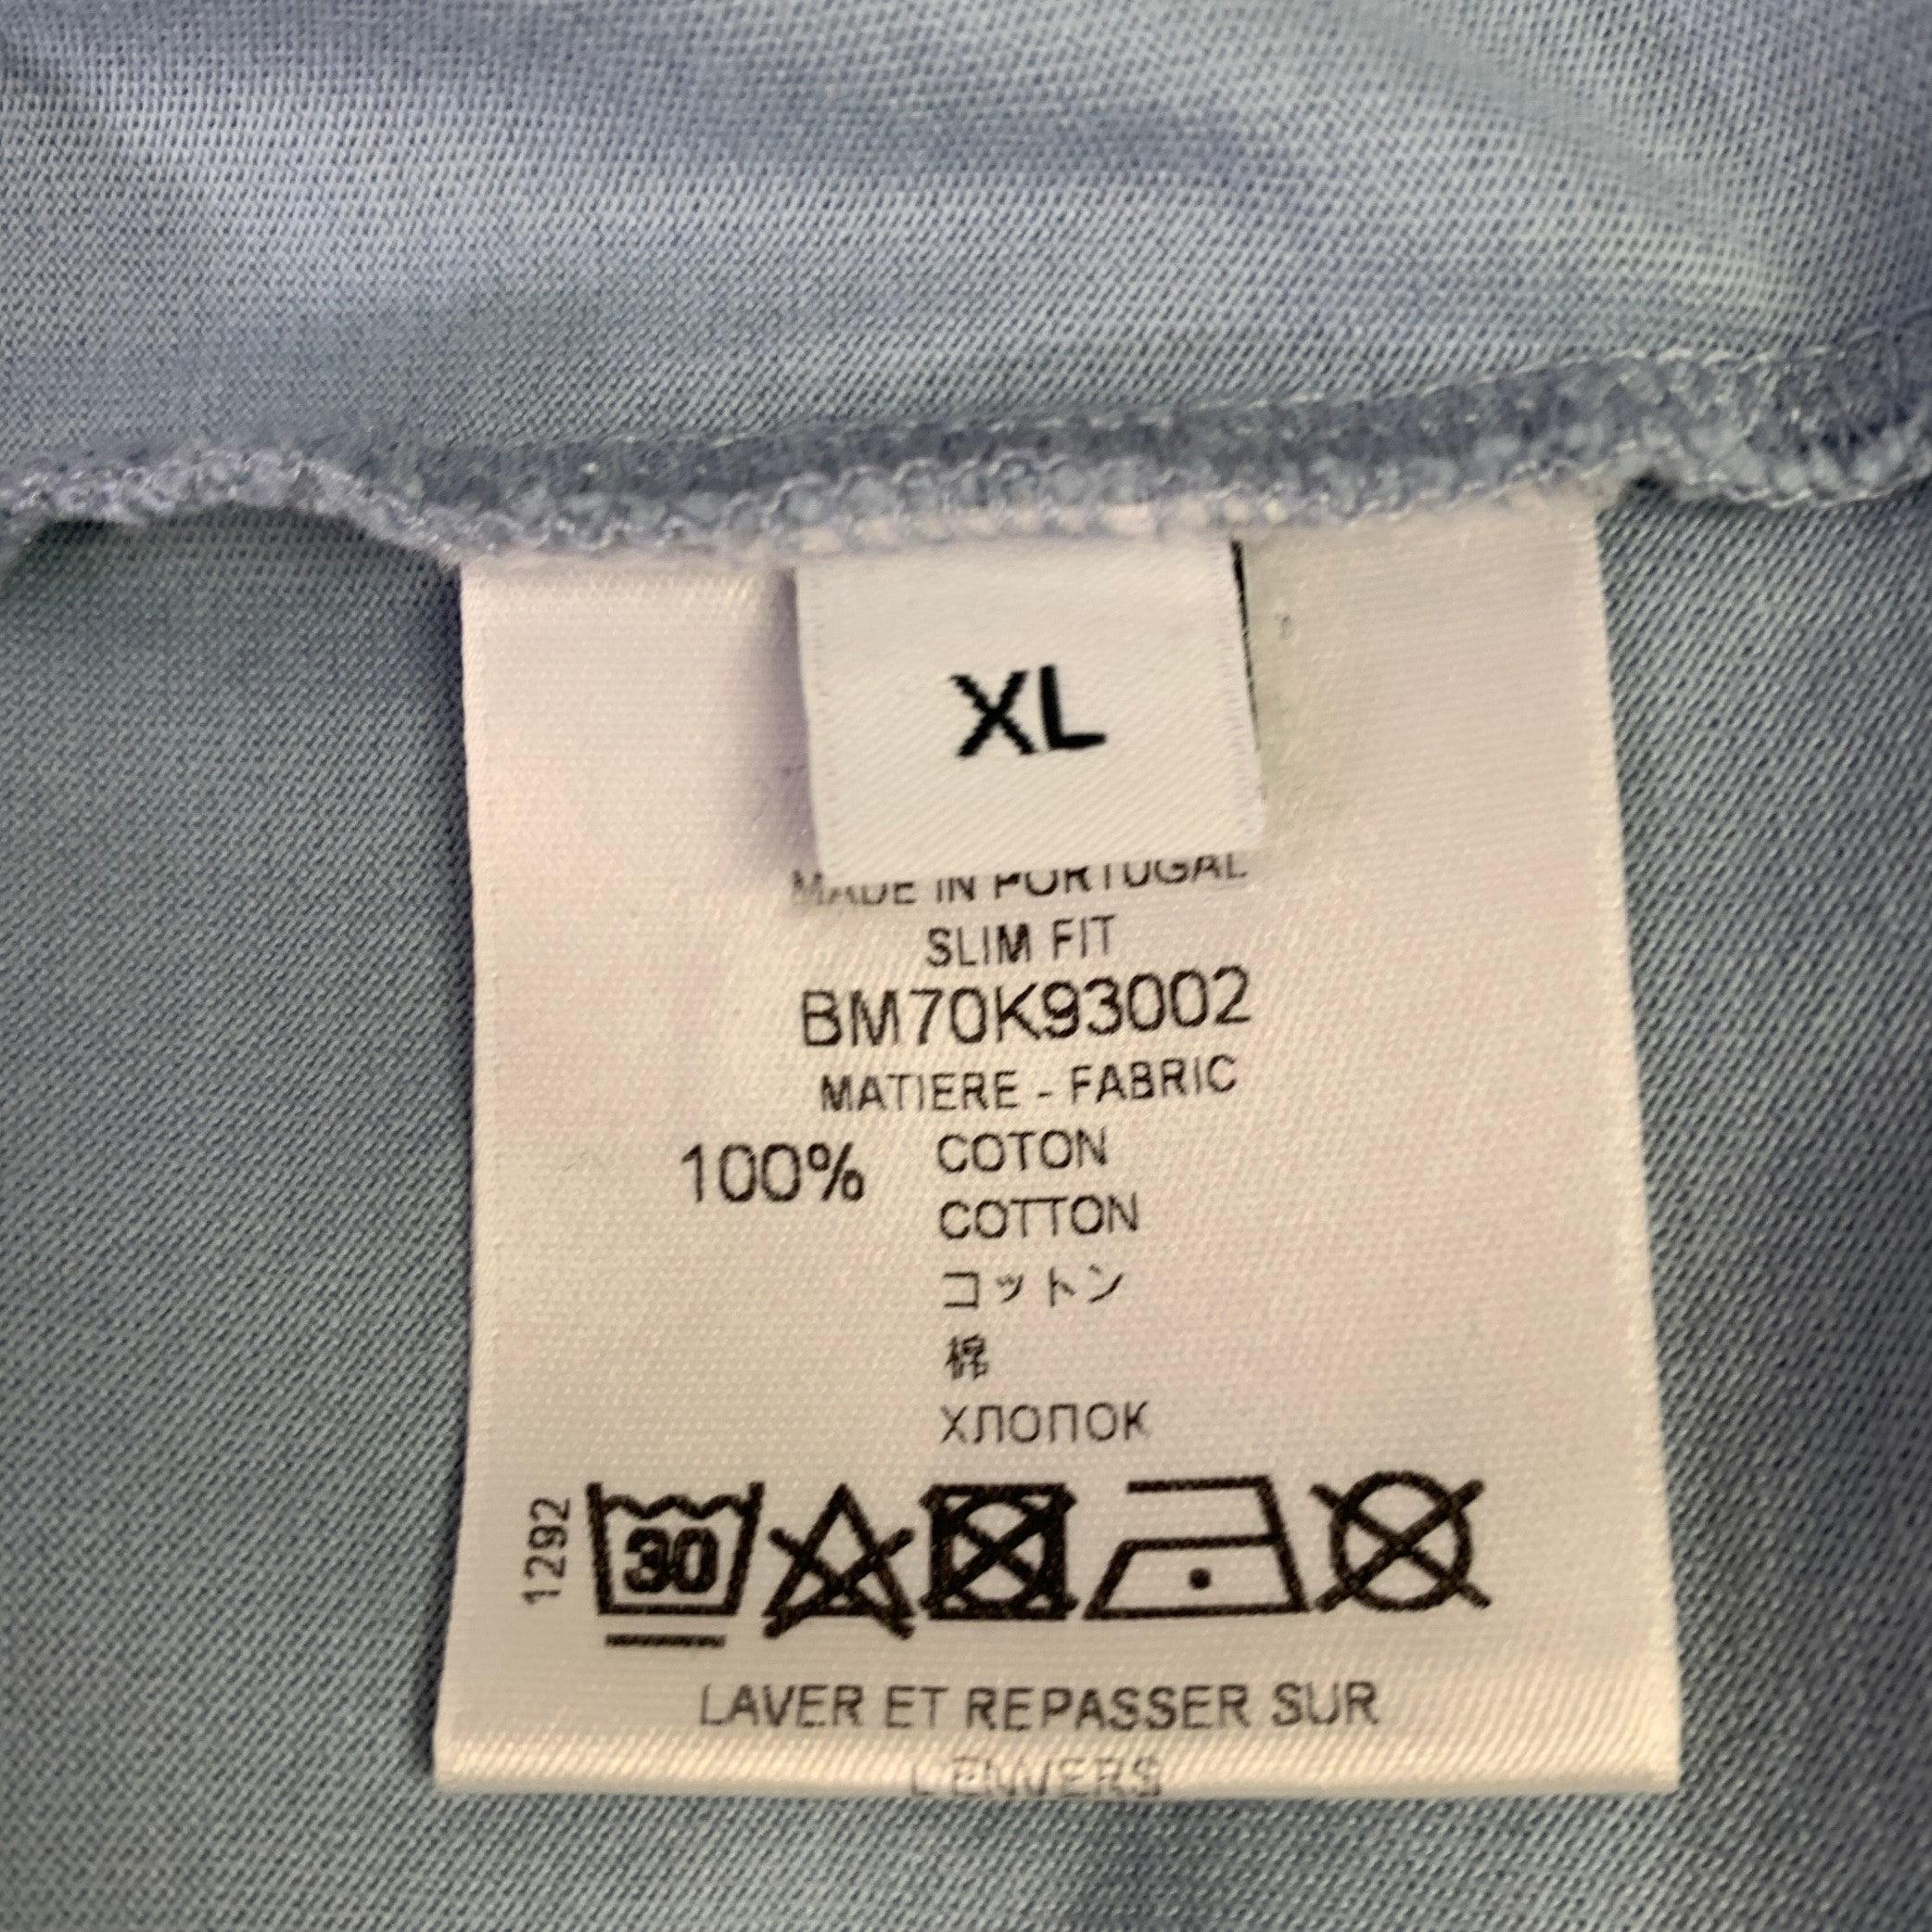 XL
MADE IN PORTUGAL
SLIM FIT
BM70K93002
MATIERE - FABRIC
100% COTON
COTTON
コットン
棉
ХЛОПОК
1292
30
LAVER ET REPASSER SUR
L'ENVERS